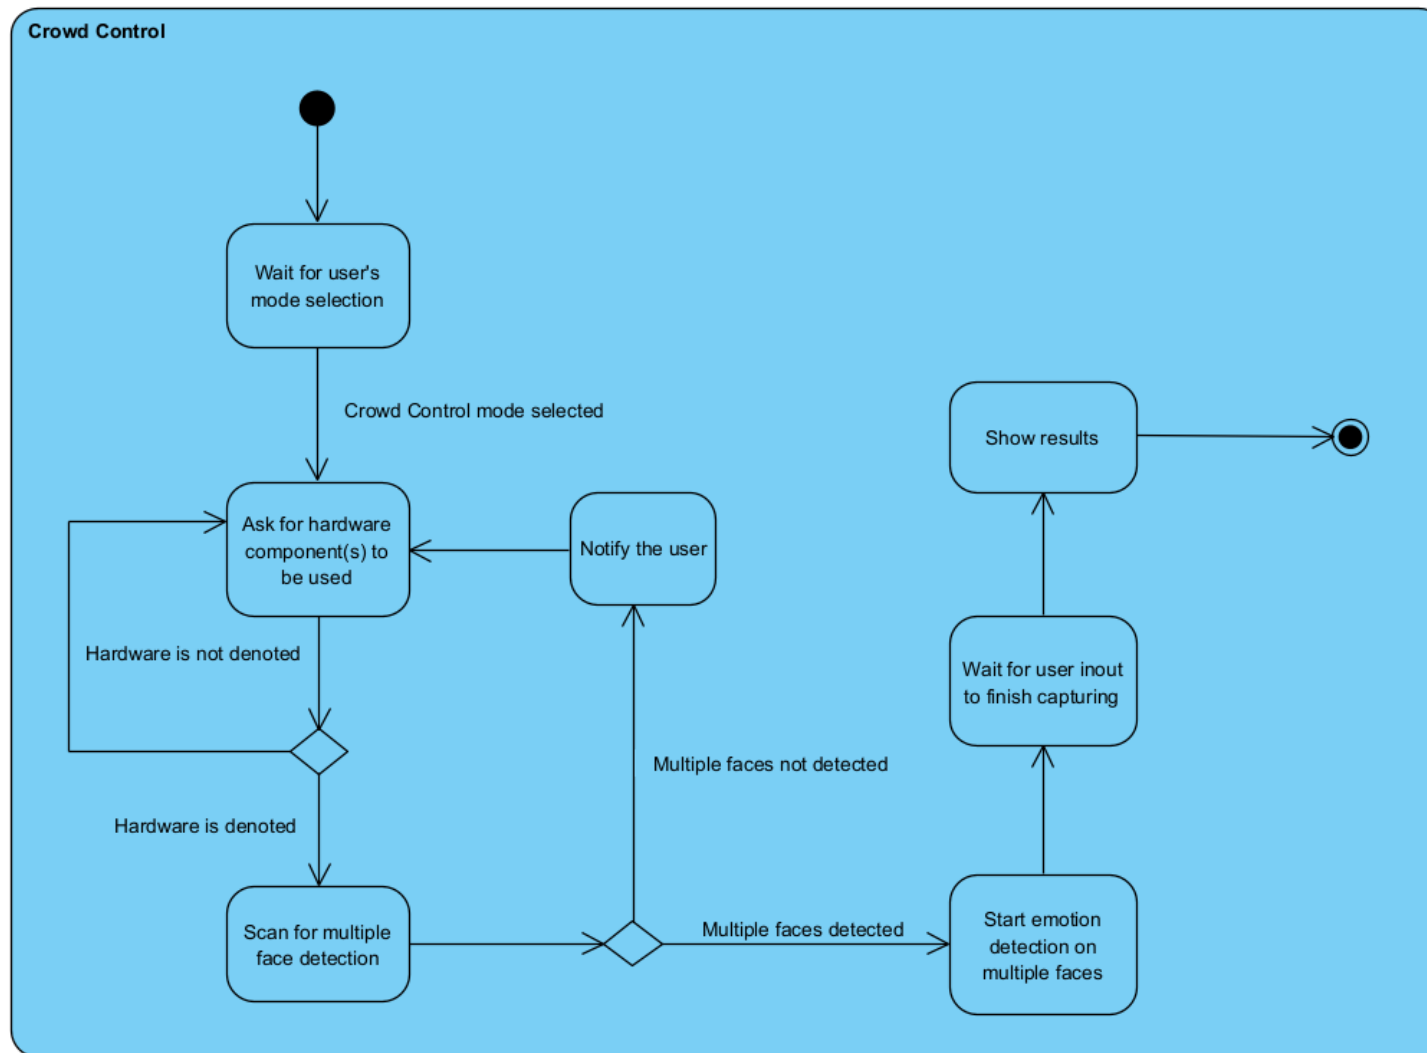 Crowd Control
Wait for user's
mode selection
Crowd Control mode selected
Ask for hardware
component(s) to
be used
Notify the user
Hardware is not denoted
Hardware is denoted
Scan for multiple
face detection
Multiple faces not detected
Multiple faces detected
Start emotion
detection on
multiple faces
Wait for user inout
to finish capturing
Show results